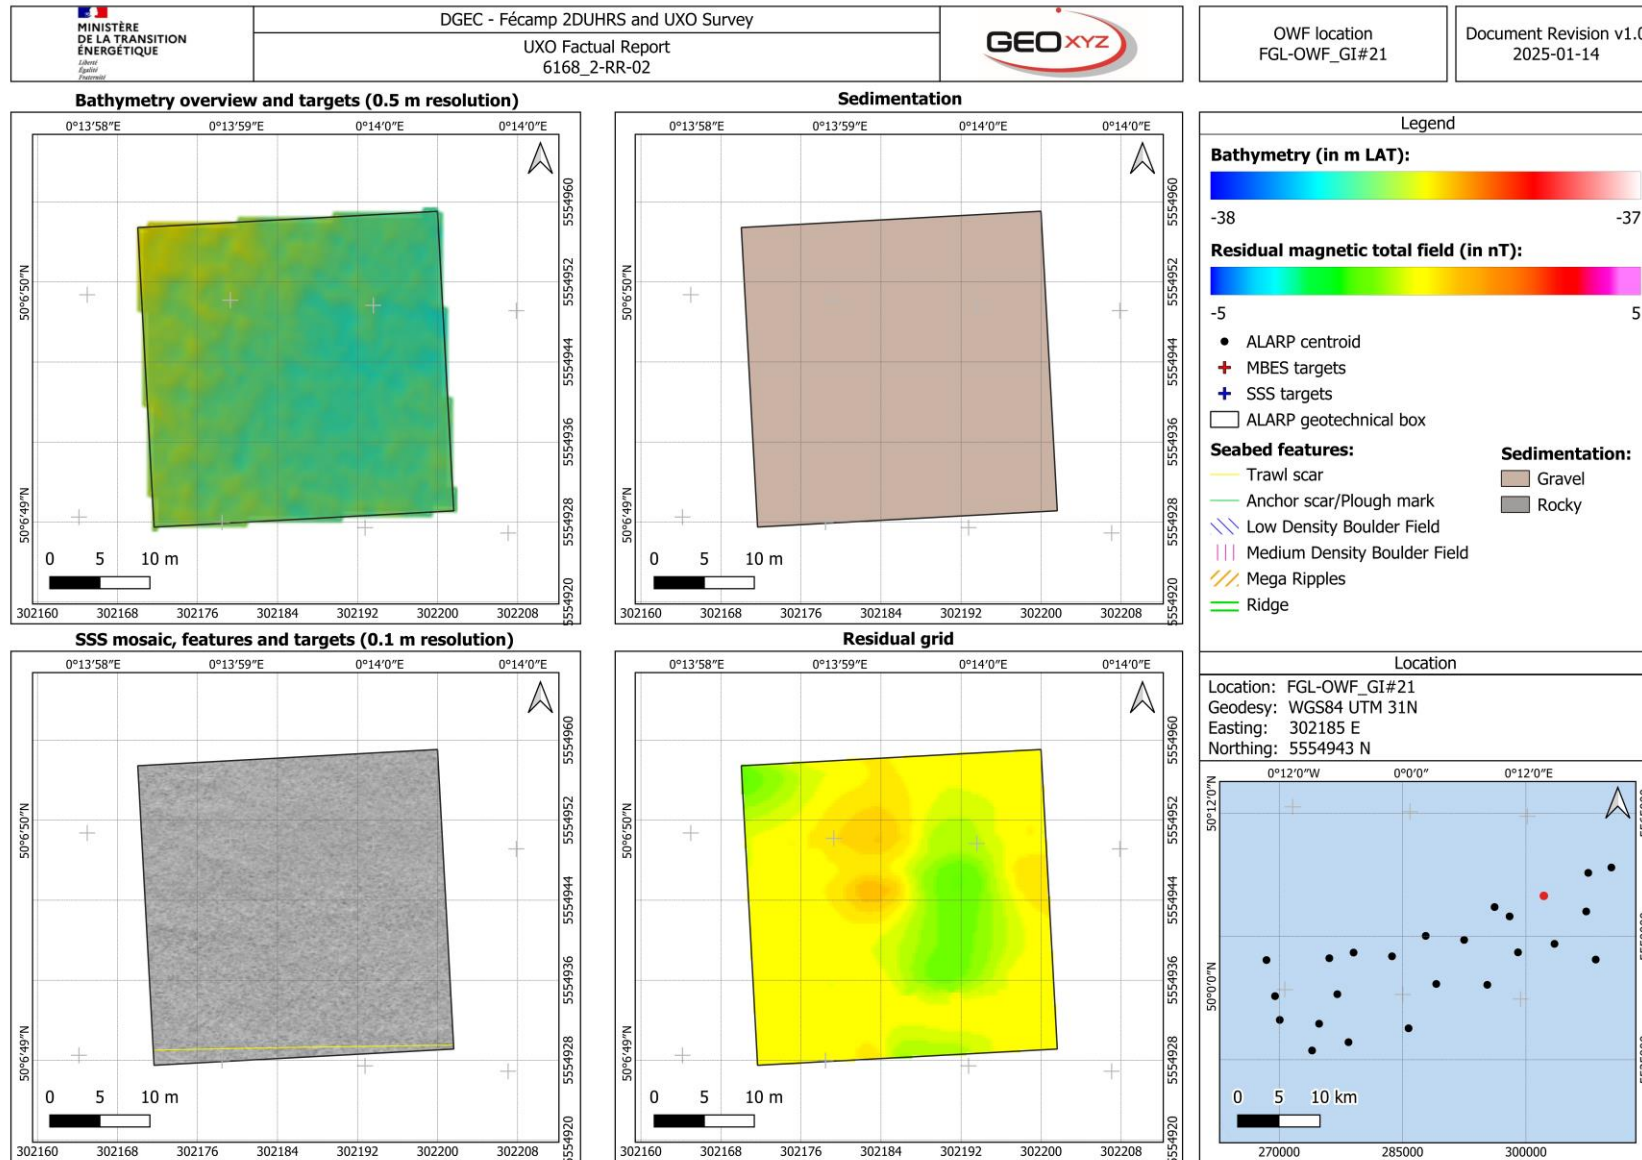 MINISTÈRE
DE LA TRANSITION
ÉNERGÉTIQUE
Liberté
Égalité
Fraternité
DGEC - Fécamp 2DUHRS and UXO Survey
UXO Factual Report
6168_2-RR-02
GEOXYZ
OWF location
FGL-OWF_GI#21
Document Revision v1.0
2025-01-14
Bathymetry overview and targets (0.5 m resolution)
0°13'58"E 0°13'59"E 0°14'0"E 0°14'0"E
50°6'50"N
50°6'49"N
5554960
5554952
5554944
5554936
5554928
5554920
0 5 10 m
302160 302168 302176 302184 302192 302200 302208
Sedimentation
0°13'58"E 0°13'59"E 0°14'0"E 0°14'0"E
50°6'50"N
50°6'49"N
5554960
5554952
5554944
5554936
5554928
5554920
0 5 10 m
302160 302168 302176 302184 302192 302200 302208
SSS mosaic, features and targets (0.1 m resolution)
0°13'58"E 0°13'59"E 0°14'0"E 0°14'0"E
50°6'50"N
50°6'49"N
5554960
5554952
5554944
5554936
5554928
5554920
0 5 10 m
302160 302168 302176 302184 302192 302200 302208
Residual grid
0°13'58"E 0°13'59"E 0°14'0"E 0°14'0"E
50°6'50"N
50°6'49"N
5554960
5554952
5554944
5554936
5554928
5554920
0 5 10 m
302160 302168 302176 302184 302192 302200 302208
Legend
Bathymetry (in m LAT):
-38 -37
Residual magnetic total field (in nT):
-5 5
ALARP centroid
MBES targets
SSS targets
ALARP geotechnical box
Seabed features:
Trawl scar
Anchor scar/Plough mark
Low Density Boulder Field
Medium Density Boulder Field
Mega Ripples
Ridge
Sedimentation:
Gravel
Rocky
Location
Location: FGL-OWF_GI#21
Geodesy: WGS84 UTM 31N
Easting: 302185 E
Northing: 5554943 N
0°12'0"W 0°0'0" 0°12'0"E
50°12'0"N
50°0'0"N
0 5 10 km
270000 285000 300000